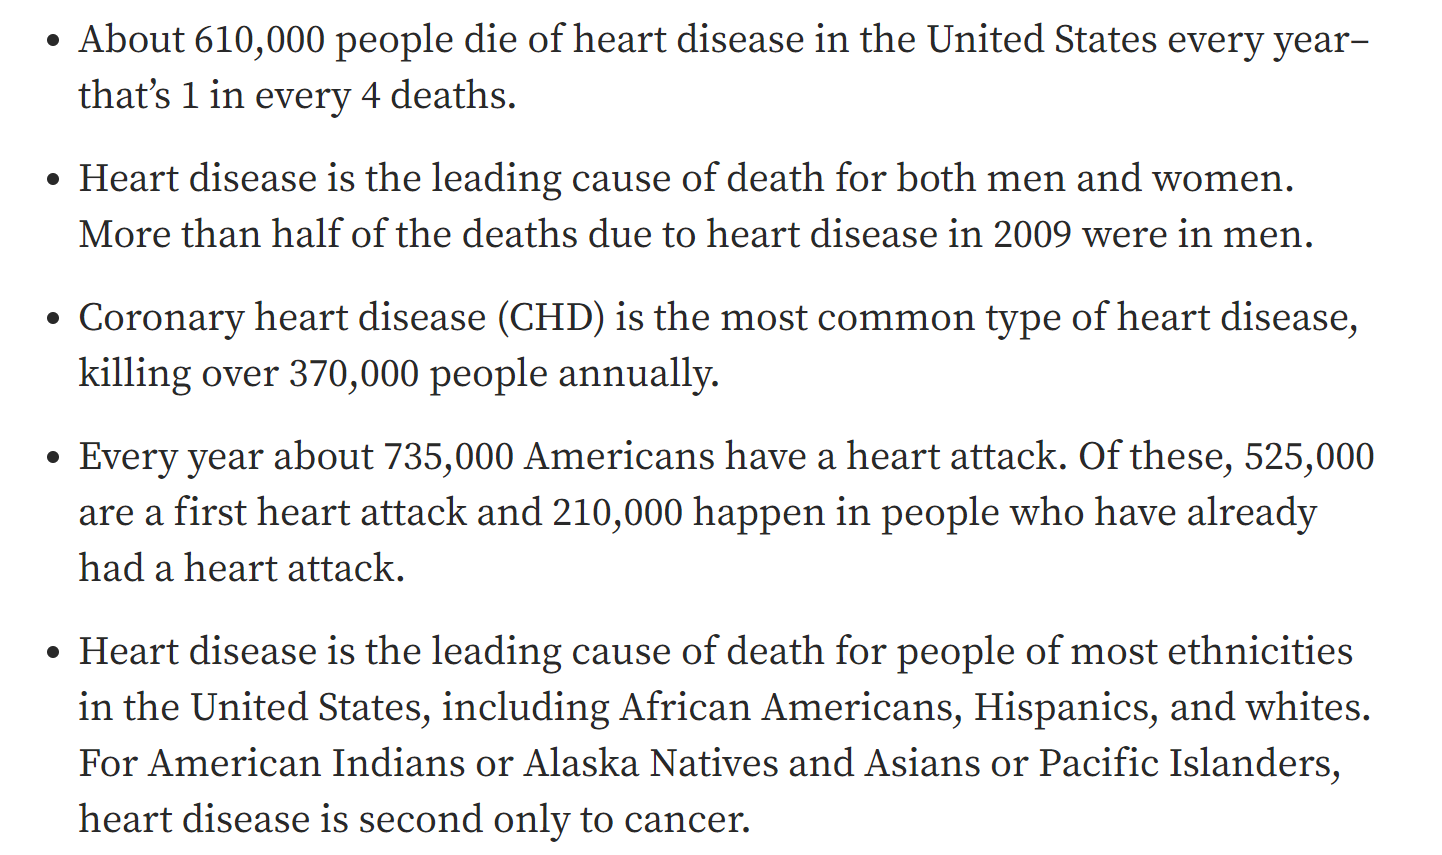 • About 610,000 people die of heart disease in the United States every year–
that’s 1 in every 4 deaths.
• Heart disease is the leading cause of death for both men and women.
More than half of the deaths due to heart disease in 2009 were in men.
• Coronary heart disease (CHD) is the most common type of heart disease,
killing over 370,000 people annually.
• Every year about 735,000 Americans have a heart attack. Of these, 525,000
are a first heart attack and 210,000 happen in people who have already
had a heart attack.
• Heart disease is the leading cause of death for people of most ethnicities
in the United States, including African Americans, Hispanics, and whites.
For American Indians or Alaska Natives and Asians or Pacific Islanders,
heart disease is second only to cancer.